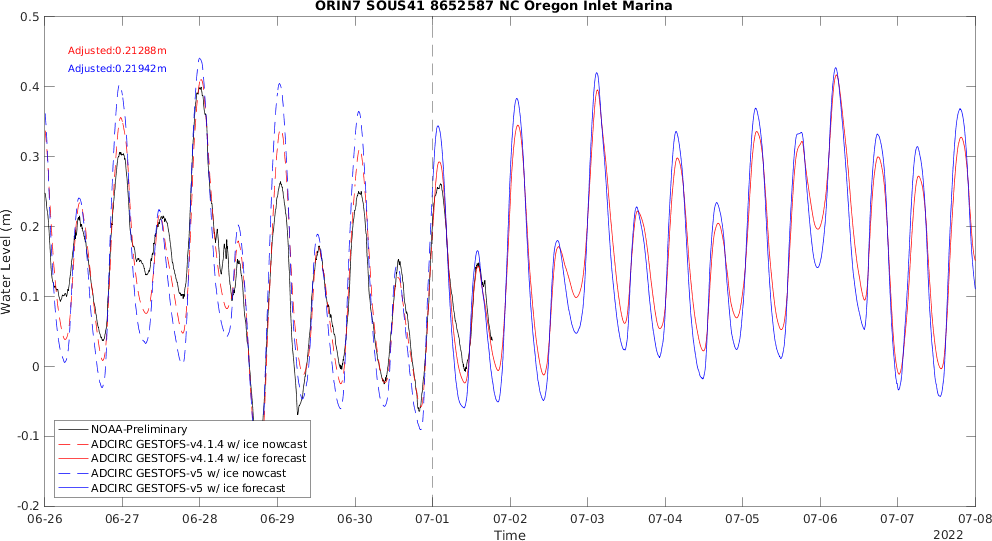 ORIN7 SOUS41 8652587 NC Oregon Inlet Marina
0.5
Adjusted:0.21288m
Adjusted:0.21942m
0.4
0.3
0.2
0.1
0
-0.1
-0.2
Water Level (m)
NOAA-Preliminary
ADCIRC GESTOFS-v4.1.4 w/ ice nowcast
ADCIRC GESTOFS-v4.1.4 w/ ice forecast
ADCIRC GESTOFS-v5 w/ ice nowcast
ADCIRC GESTOFS-v5 w/ ice forecast
06-26 06-27 06-28 06-29 06-30 07-01 07-02 07-03 07-04 07-05 07-06 07-07 07-08
Time
2022